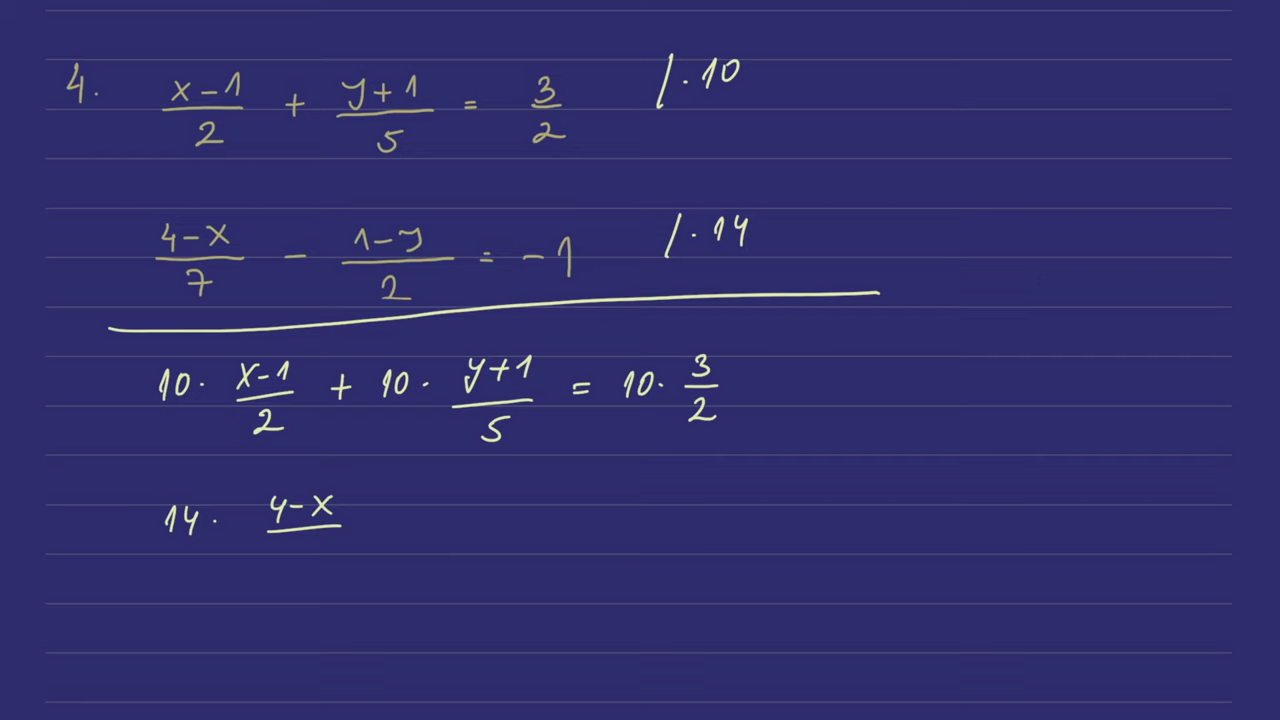 4. (x-1)/2 + (y+1)/5 = 3/2 /·10
(4-x)/7 - (1-y)/2 = -1 /·14
10· (x-1)/2 + 10· (y+1)/5 = 10· 3/2
14· 4-x